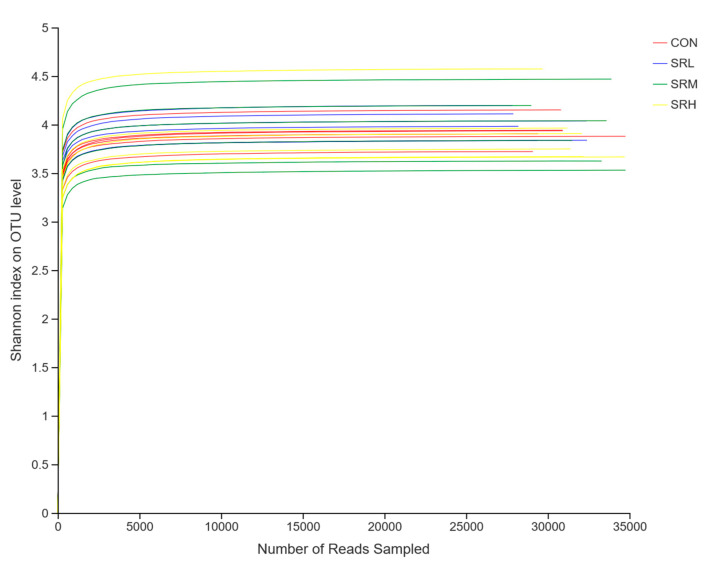 5
4.5
4
3.5
3
2.5
2
1.5
1
0.5
0
Shannon index on OTU level
0 5000 10000 15000 20000 25000 30000 35000
Number of Reads Sampled
CON
SRL
SRM
SRH